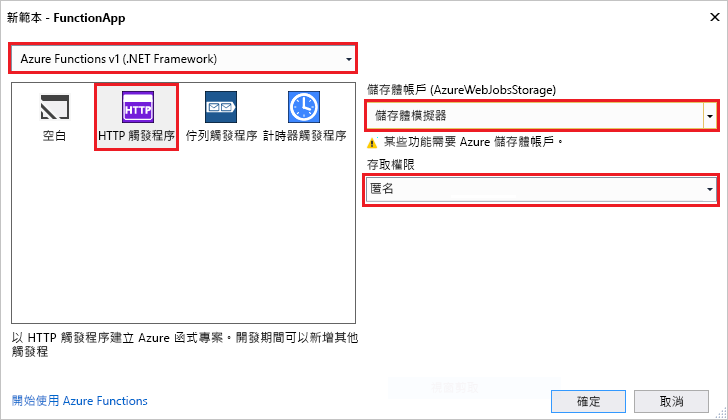 新範本 - FunctionApp
Azure Functions v1 (.NET Framework)
HTTP
空白
HTTP 觸發程序
佇列觸發程序
計時器觸發程序
儲存體帳戶 (AzureWebJobsStorage)
儲存體模擬器
某些功能需要 Azure 儲存體帳戶。
存取權限
匿名
以 HTTP 觸發程序建立 Azure 函式專案。開發期間可以新增其他
觸發程
開始使用 Azure Functions
確定
取消